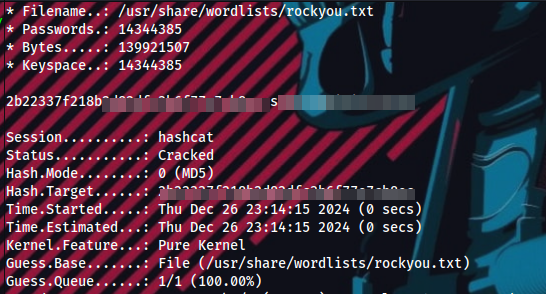 * Filename..: /usr/share/wordlists/rockyou.txt
* Passwords.: 14344385
* Bytes.....: 139921507
* Keyspace..: 14344385
Session..........: hashcat
Status...........: Cracked
Hash.Mode........: 0 (MD5)
Hash.Target......:
Time.Started.....: Thu Dec 26 23:14:15 2024 (0 secs)
Time.Estimated...: Thu Dec 26 23:14:15 2024 (0 secs)
Kernel.Feature...: Pure Kernel
Guess.Base.......: File (/usr/share/wordlists/rockyou.txt)
Guess.Queue......: 1/1 (100.00%)